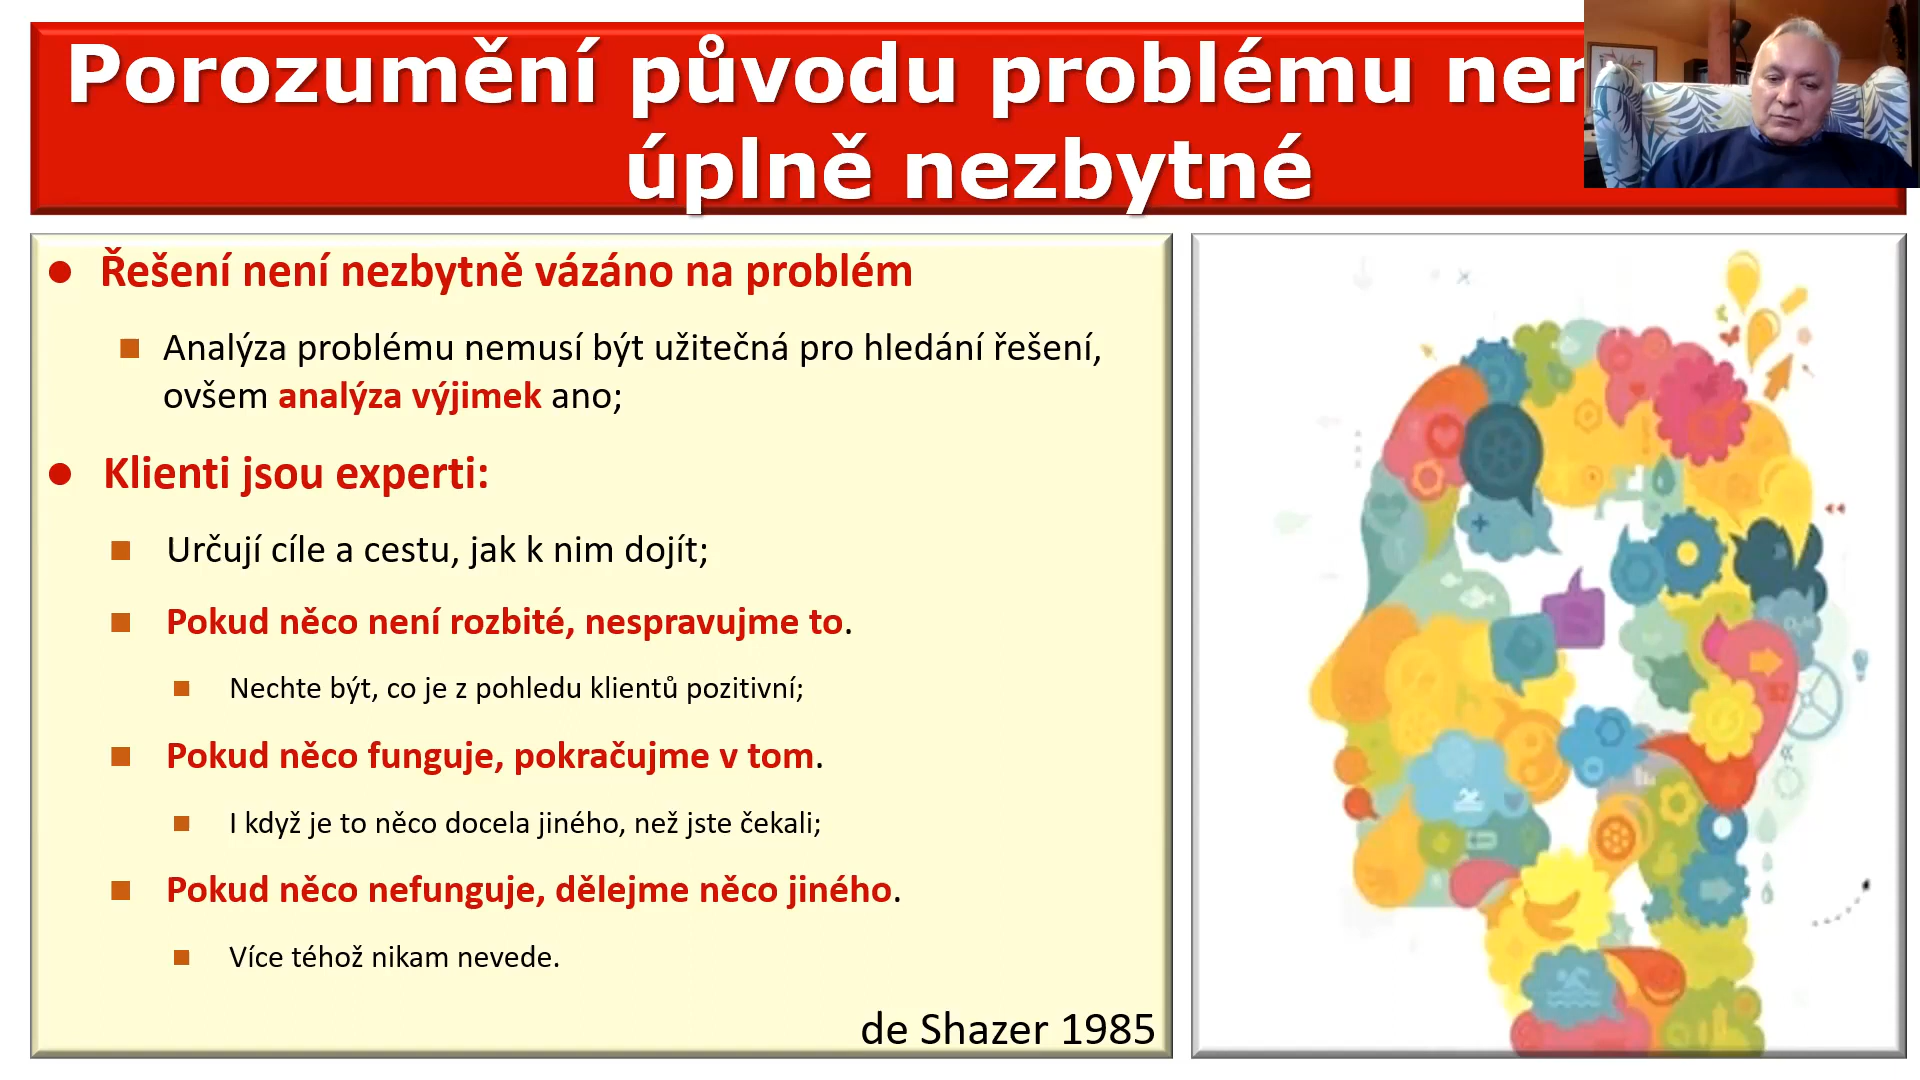 Porozumění původu problému
úplně nezbytné
Řešení není nezbytně vázáno na problém
Analýza problému nemusí být užitečná pro hledání řešení,
ovšem analýza výjimek ano;
Klienti jsou experti:
Určují cíle a cestu, jak k nim dojít;
Pokud něco není rozbité, nespravujme to.
Nechte být, co je z pohledu klientů pozitivní;
Pokud něco funguje, pokračujme v tom.
I když je to něco docela jiného, než jste čekali;
Pokud něco nefunguje, dělejme něco jiného.
Více téhož nikam nevede.
de Shazer 1985